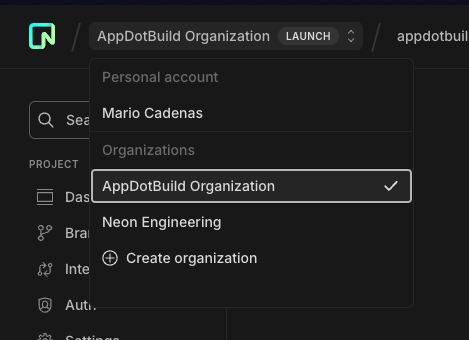 AppDotBuild Organization LAUNCH
appdotbuil
Personal account
Mario Cadenas
Organizations
AppDotBuild Organization
Neon Engineering
Create organization
Sea
PROJECT
Das
Bra
Inte
Auth
Settings